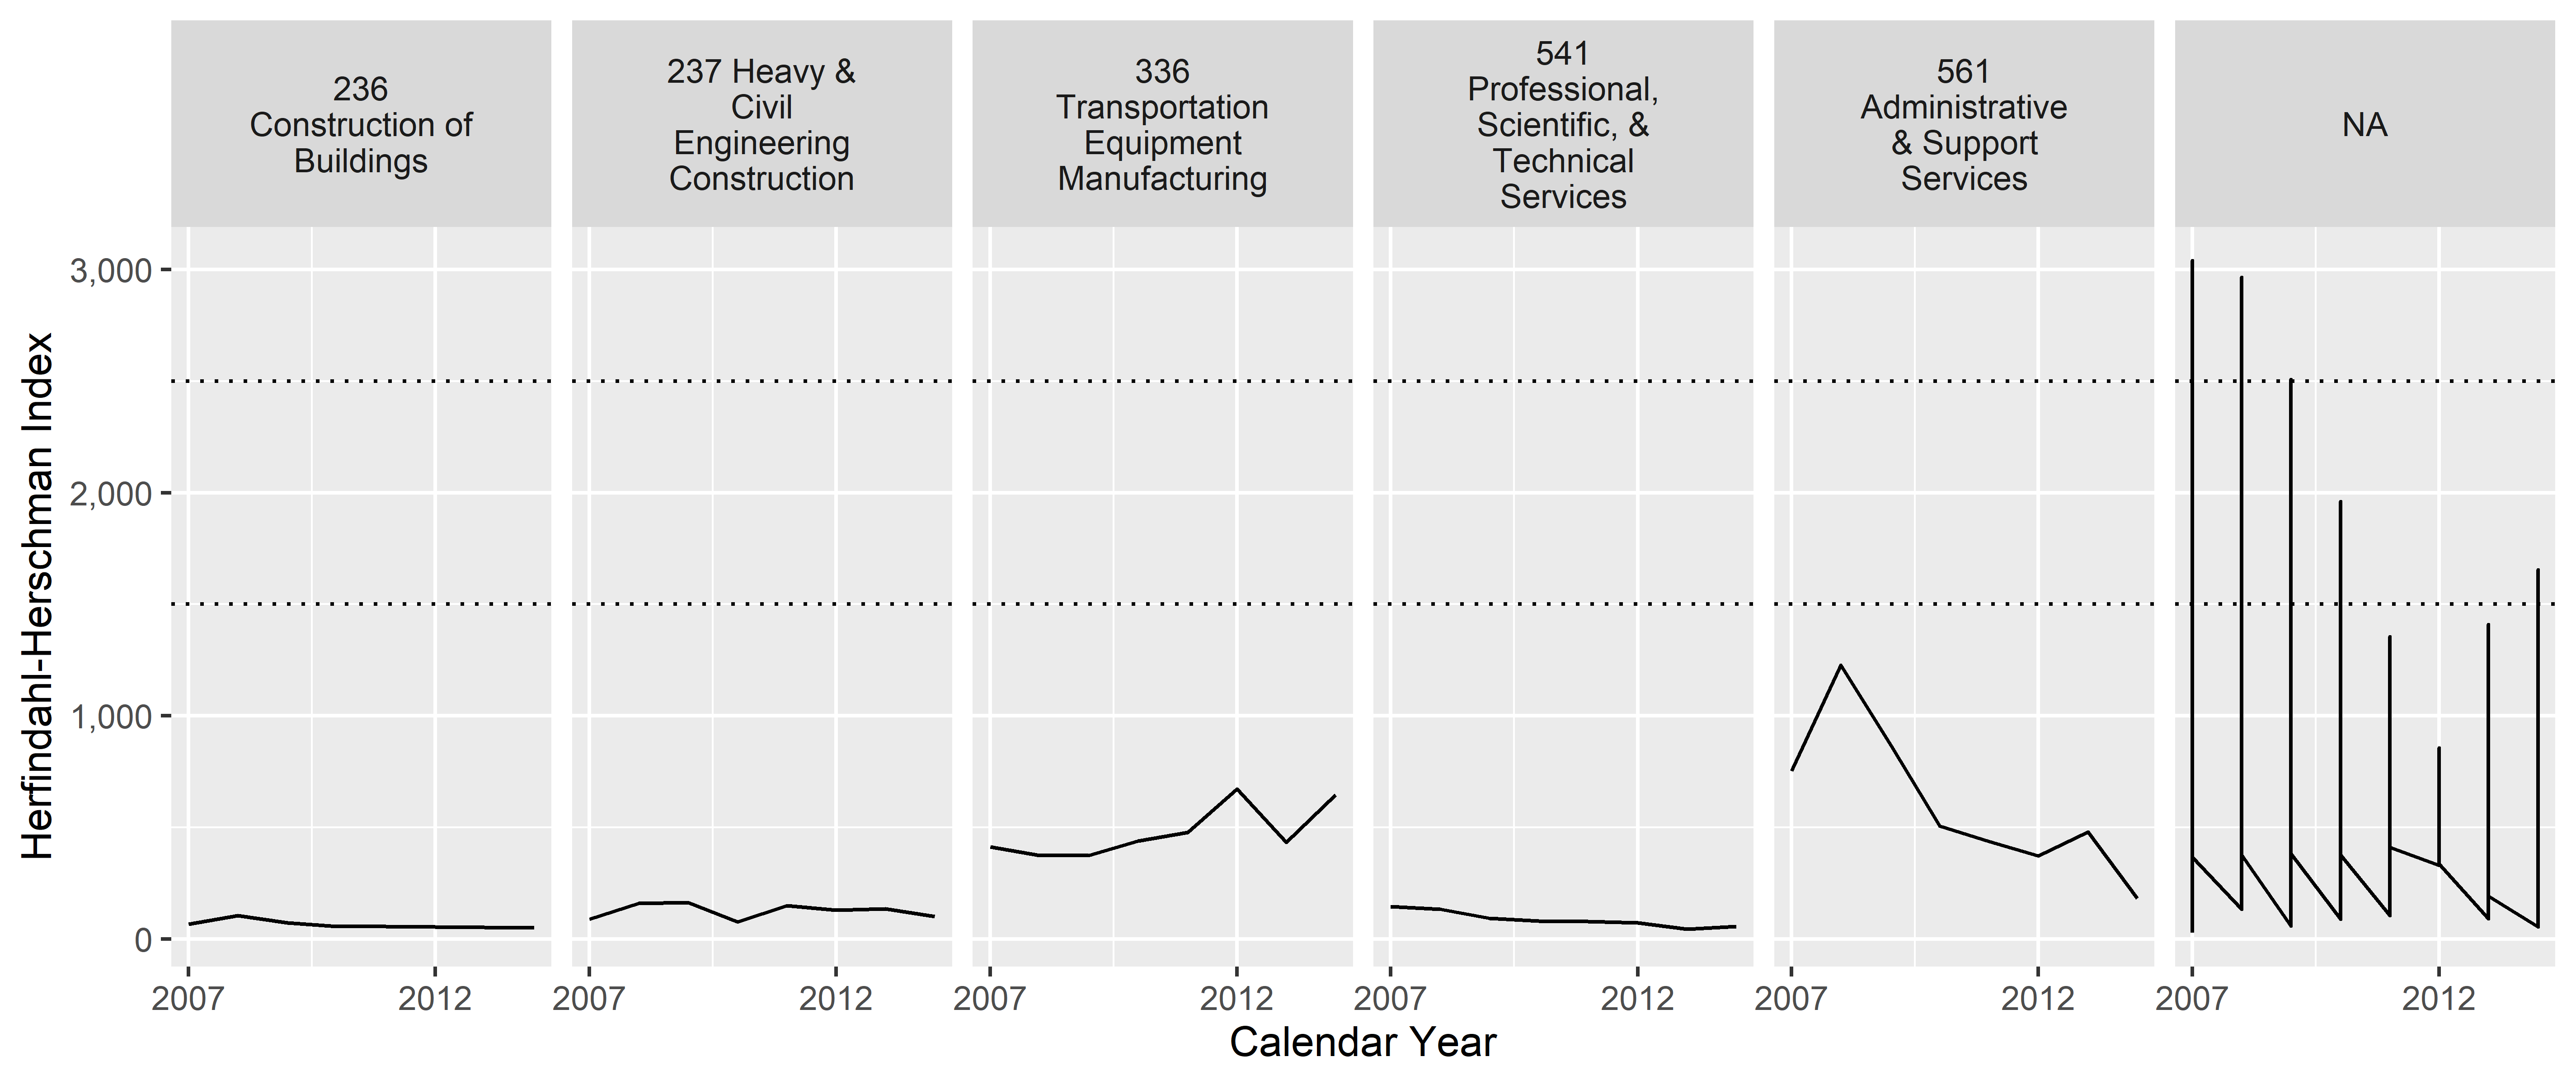 236
Construction of
Buildings
237 Heavy &
Civil
Engineering
Construction
336
Transportation
Equipment
Manufacturing
541
Professional,
Scientific, &
Technical
Services
561
Administrative
& Support
Services
NA
Herfindahl-Herschman Index
3,000
2,000
1,000
0
2007
2012
2007
2012
2007
2012
2007
2012
2007
2012
2007
2012
Calendar Year